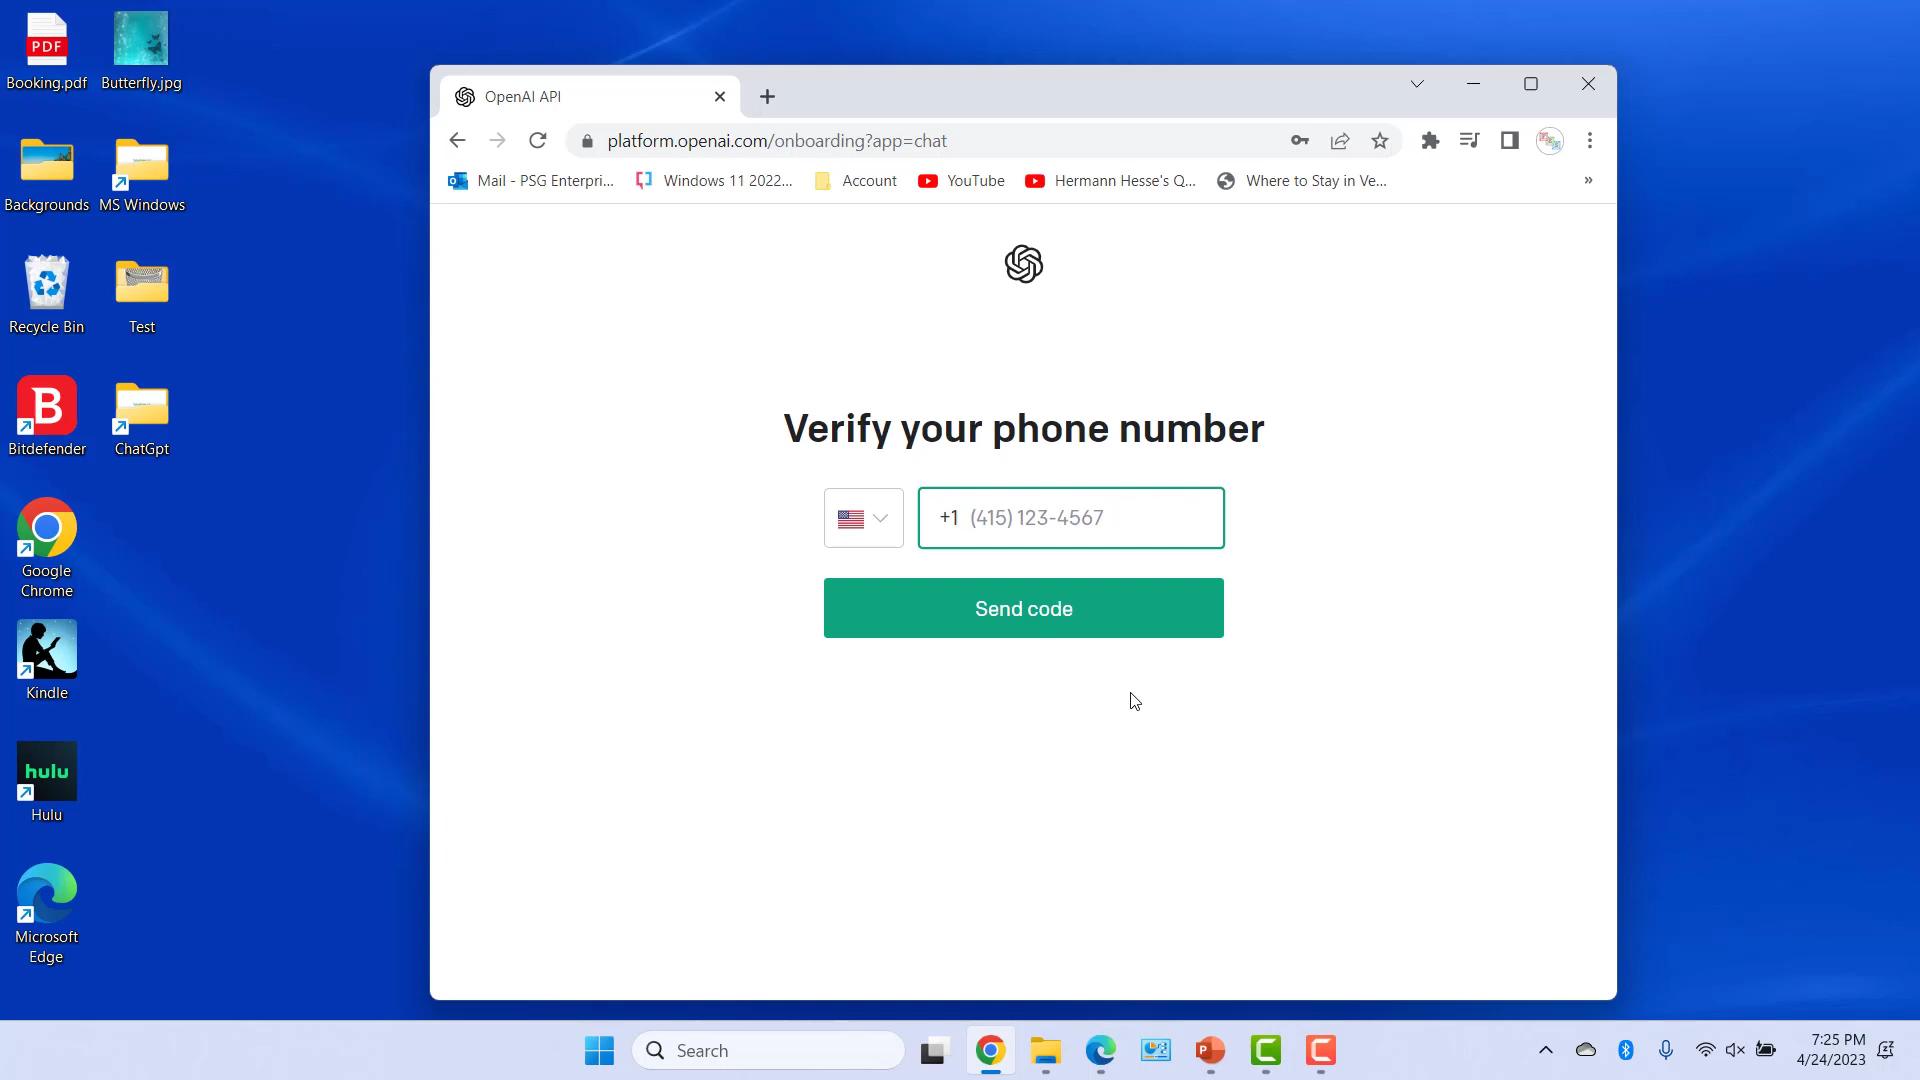 PDF
Booking.pdf
Butterfly.jpg
Backgrounds
MS Windows
Recycle Bin
Test
B
Bitdefender
ChatGpt
Google
Chrome
Kindle
hulu
Hulu
Microsoft
Edge
OpenAI API
platform.openai.com/onboarding?app=chat
Mail - PSG Enterpri...
Windows 11 2022...
Account
YouTube
Hermann Hesse's Q...
Where to Stay in Ve...
»
Verify your phone number
+1 (415) 123-4567
Send code
Search
7:25 PM
4/24/2023